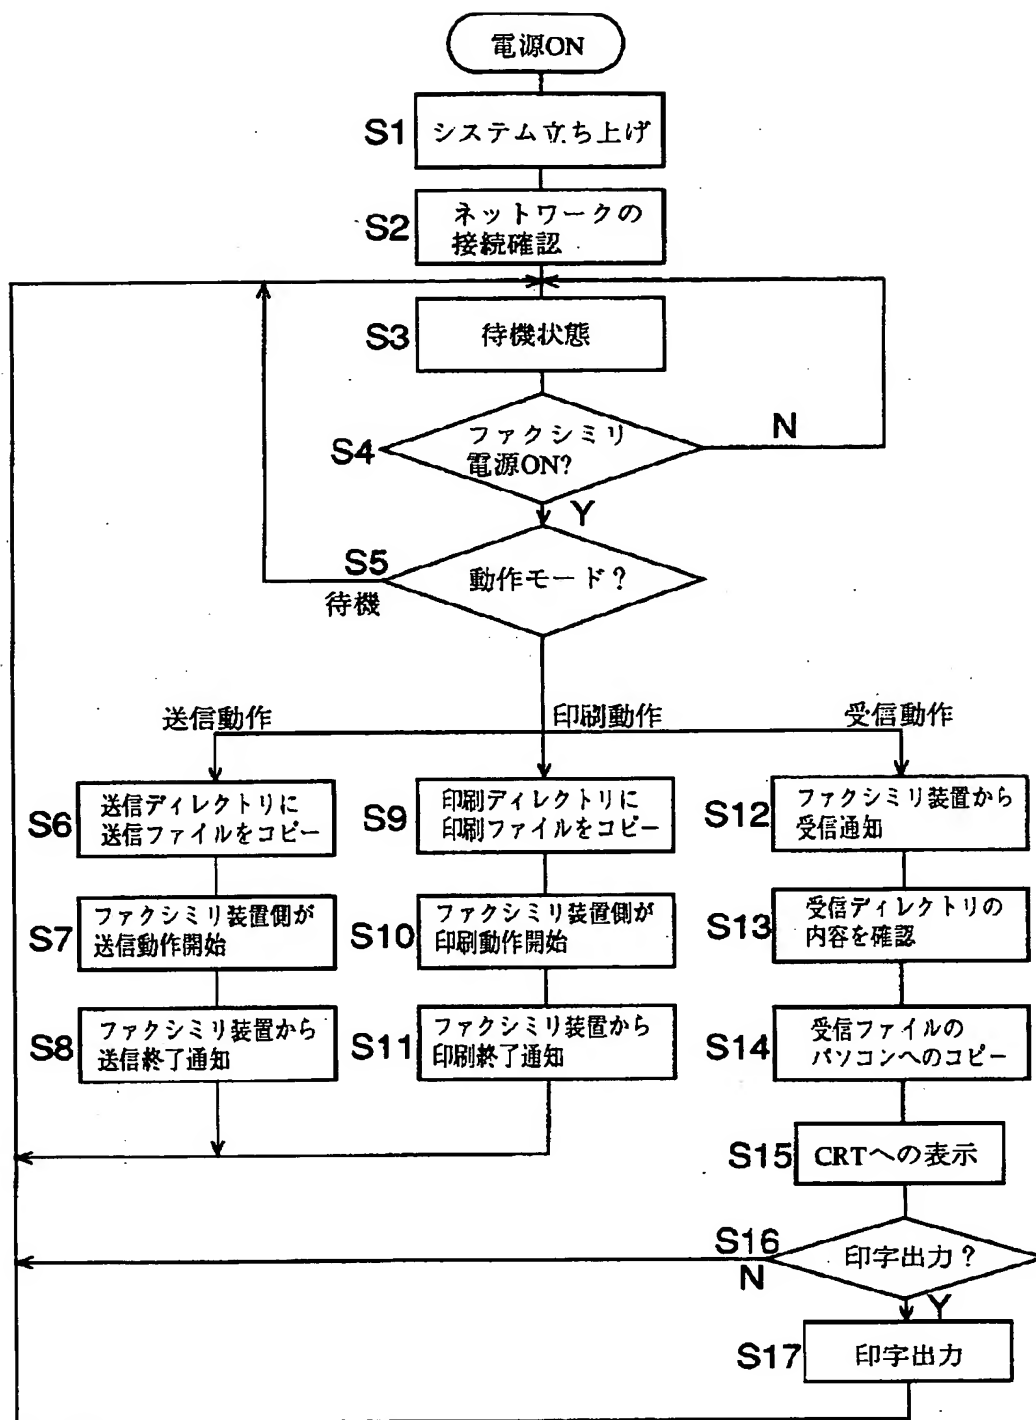 電源ON
S1
システム立ち上げ
S2
ネットワークの
接続確認
S3
待機状態
S4
ファクシミリ
電源ON?
N
Y
S5
動作モード?
待機
送信動作
印刷動作
受信動作
S6
送信ディレクトリに
送信ファイルをコピー
S9
印刷ディレクトリに
印刷ファイルをコピー
S12
ファクシミリ装置から
受信通知
S7
ファクシミリ装置側が
送信動作開始
S10
ファクシミリ装置側が
印刷動作開始
S13
受信ディレクトリの
内容を確認
S8
ファクシミリ装置から
送信終了通知
S11
ファクシミリ装置から
印刷終了通知
S14
受信ファイルの
パソコンへのコピー
S15
CRTへの表示
S16
印字出力?
N
Y
S17
印字出力